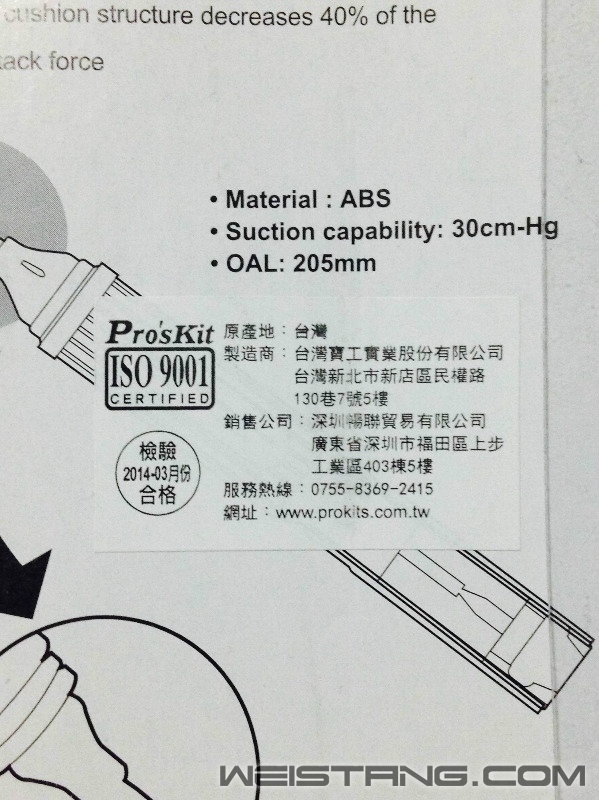 cushion structure decreases 40% of the
tack force
• Material : ABS
• Suction capability: 30cm-Hg
• OAL: 205mm
Pro'sKit
ISO 9001
CERTIFIED
檢驗
2014-03月份
合格
原產地：台灣
製造商：台灣寶工實業股份有限公司
台灣新北市新店區民權路
130巷7號5樓
銷售公司：深圳暢聯貿易有限公司
廣東省深圳市福田區上步
工業區403棟5樓
服務熱線：0755-8369-2415
網址：www.prokits.com.tw
WEISTANG.COM